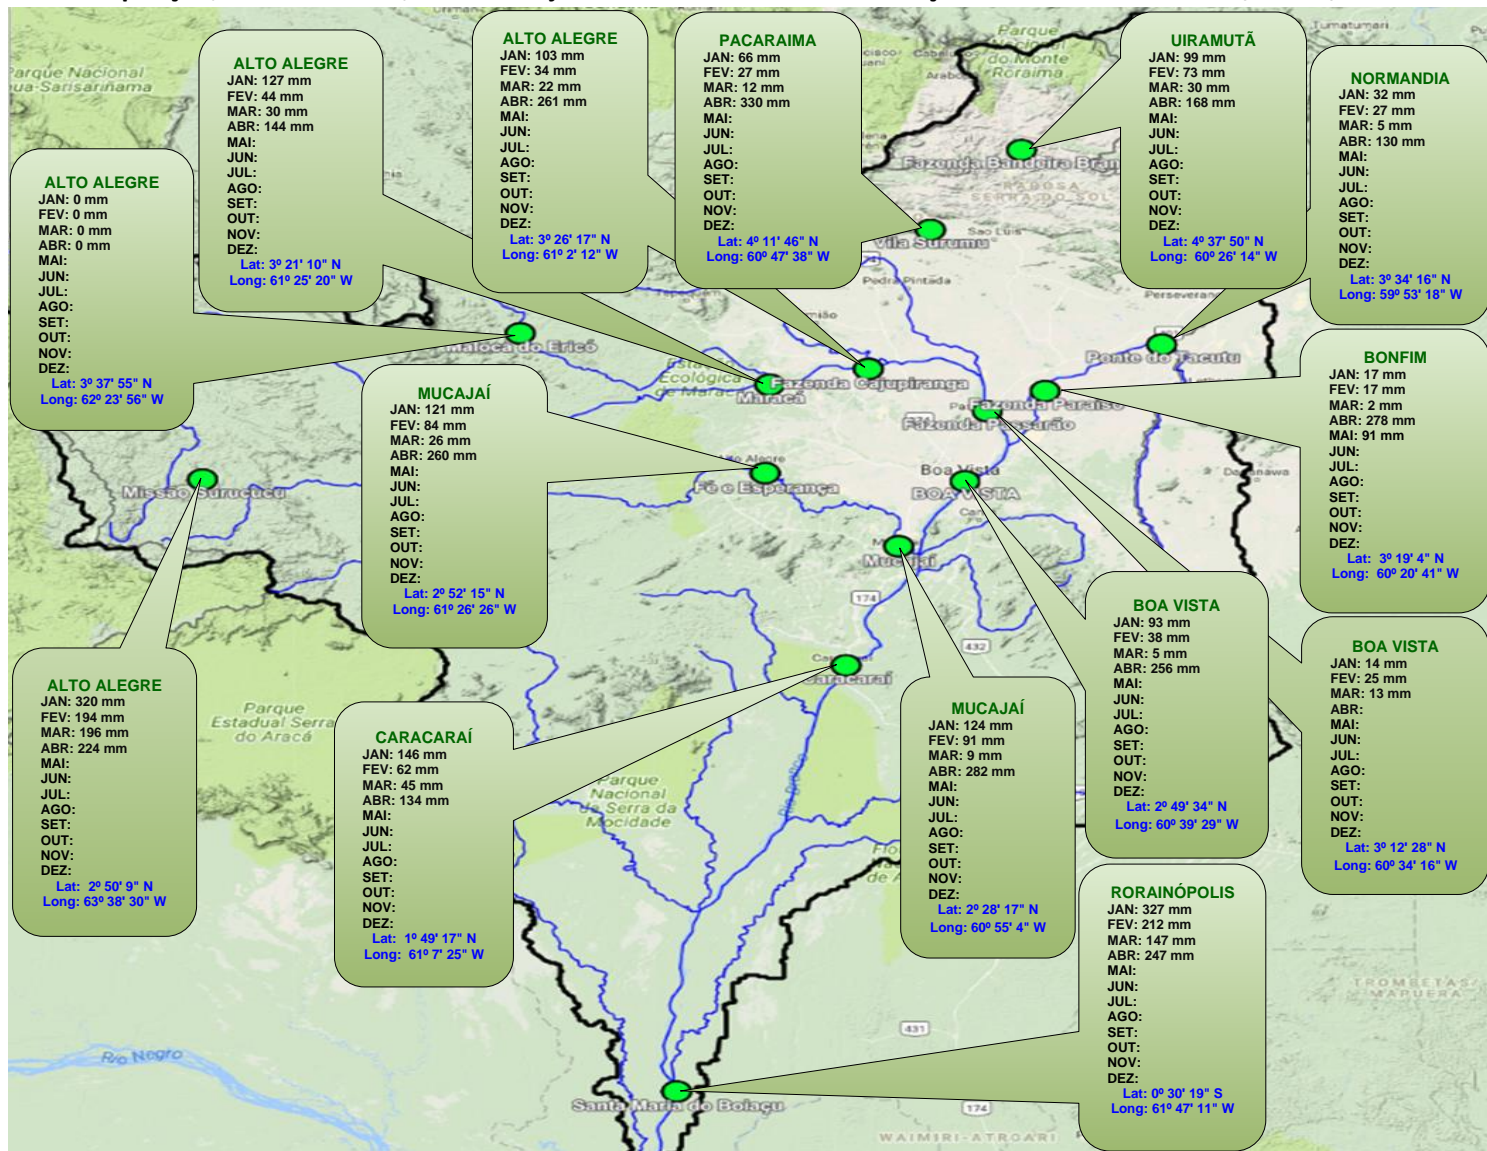 ALTO ALEGRE
JAN: 127 mm
FEV: 44 mm
MAR: 30 mm
ABR: 144 mm
MAI:
JUN:
JUL:
AGO:
SET:
OUT:
NOV:
DEZ:
Lat: 3º 21' 10" N
Long: 61º 25' 20" W
ALTO ALEGRE
JAN: 103 mm
FEV: 34 mm
MAR: 22 mm
ABR: 261 mm
MAI:
JUN:
JUL:
AGO:
SET:
OUT:
NOV:
DEZ:
Lat: 3º 26' 17" N
Long: 61º 2' 12" W
PACARAIMA
JAN: 66 mm
FEV: 27 mm
MAR: 12 mm
ABR: 330 mm
MAI:
JUN:
JUL:
AGO:
SET:
OUT:
NOV:
DEZ:
Lat: 4º 11' 46" N
Long: 60º 47' 38" W
UIRAMUTÃ
JAN: 99 mm
FEV: 73 mm
MAR: 30 mm
ABR: 168 mm
MAI:
JUN:
JUL:
AGO:
SET:
OUT:
NOV:
DEZ:
Lat: 4º 37' 50" N
Long: 60º 26' 14" W
NORMANDIA
JAN: 32 mm
FEV: 27 mm
MAR: 5 mm
ABR: 130 mm
MAI:
JUN:
JUL:
AGO:
SET:
OUT:
NOV:
DEZ:
Lat: 3º 34' 16" N
Long: 59º 53' 18" W
ALTO ALEGRE
JAN: 0 mm
FEV: 0 mm
MAR: 0 mm
ABR: 0 mm
MAI:
JUN:
JUL:
AGO:
SET:
OUT:
NOV:
DEZ:
Lat: 3º 37' 55" N
Long: 62º 23' 56" W
MUCAJAÍ
JAN: 121 mm
FEV: 84 mm
MAR: 26 mm
ABR: 260 mm
MAI:
JUN:
JUL:
AGO:
SET:
OUT:
NOV:
DEZ:
Lat: 2º 52' 15" N
Long: 61º 26' 26" W
BONFIM
JAN: 17 mm
FEV: 17 mm
MAR: 2 mm
ABR: 278 mm
MAI: 91 mm
JUN:
JUL:
AGO:
SET:
OUT:
NOV:
DEZ:
Lat: 3º 19' 4" N
Long: 60º 20' 41" W
ALTO ALEGRE
JAN: 320 mm
FEV: 194 mm
MAR: 196 mm
ABR: 224 mm
MAI:
JUN:
JUL:
AGO:
SET:
OUT:
NOV:
DEZ:
Lat: 2º 50' 9" N
Long: 63º 38' 30" W
CARACARAÍ
JAN: 146 mm
FEV: 62 mm
MAR: 45 mm
ABR: 134 mm
MAI:
JUN:
JUL:
AGO:
SET:
OUT:
NOV:
DEZ:
Lat: 1º 49' 17" N
Long: 61º 7' 25" W
MUCAJAÍ
JAN: 124 mm
FEV: 91 mm
MAR: 9 mm
ABR: 282 mm
MAI:
JUN:
JUL:
AGO:
SET:
OUT:
NOV:
DEZ:
Lat: 2º 28' 17" N
Long: 60º 55' 4" W
BOA VISTA
JAN: 93 mm
FEV: 38 mm
MAR: 5 mm
ABR: 256 mm
MAI:
JUN:
JUL:
AGO:
SET:
OUT:
NOV:
DEZ:
Lat: 2º 49' 34" N
Long: 60º 39' 29" W
BOA VISTA
JAN: 14 mm
FEV: 25 mm
MAR: 13 mm
ABR:
MAI:
JUN:
JUL:
AGO:
SET:
OUT:
NOV:
DEZ:
Lat: 3º 12' 28" N
Long: 60º 34' 16" W
RORAINÓPOLIS
JAN: 327 mm
FEV: 212 mm
MAR: 147 mm
ABR: 247 mm
MAI:
JUN:
JUL:
AGO:
SET:
OUT:
NOV:
DEZ:
Lat: 0º 30' 19" S
Long: 61º 47' 11" W
Parque Nacional
Parque
do Monte
Roraima
Tumatumari
Fazenda Bandeira
RAPOSA
SERRA DO SOL
Vila Surumu
Sao Luis
Pedra Pintada
Ericó
Ecológica
de Maracá
Maracá
Fazenda Cajupiranga
Ponte do Tacutu
Fazenda Paraíso
Fazenda Passarão
Missão Surucucu
Alegre
Fé e Esperança
Boa Vista
BOA VISTA
Mucajaí
174
432
Caracaraí
Parque
Estadual Serra
do Aracá
Parque
Nacional
da Serra da
Mocidade
Rio Branco
Rio Negro
431
174
Santa Maria do Boiaçu
WAIMIRI-ATROARI
TROMBETAS/
MAPUERA